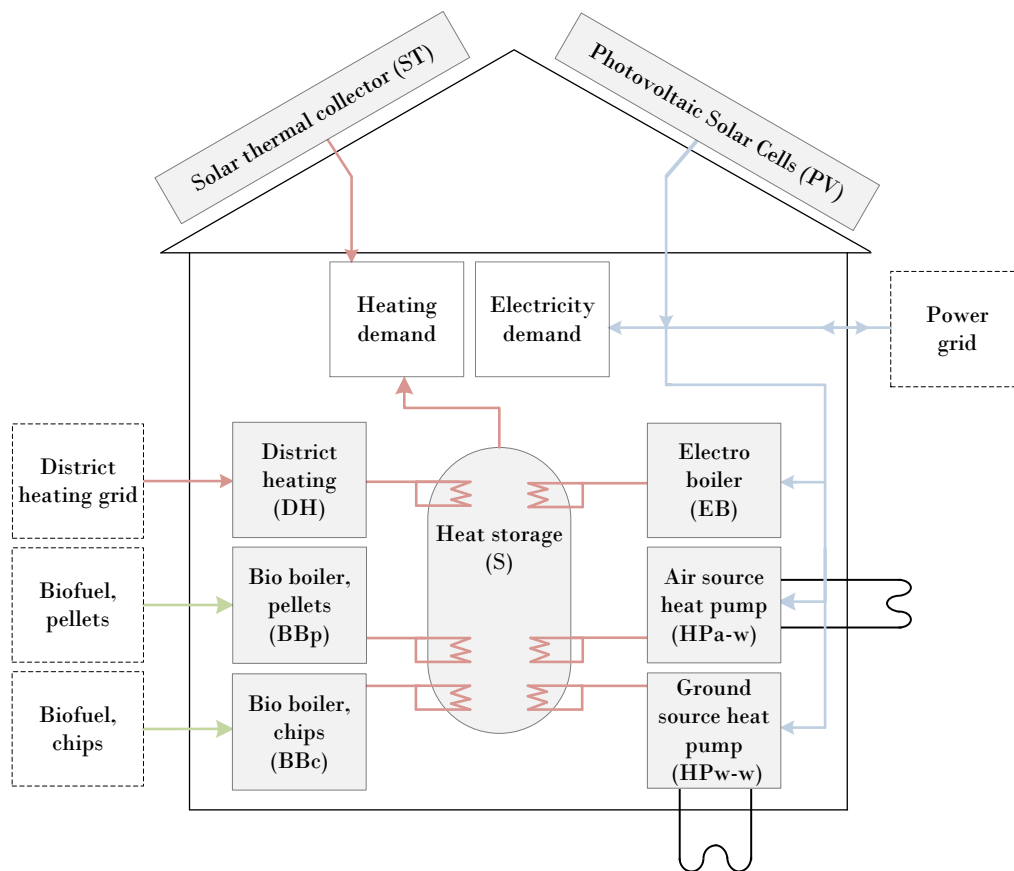 Solar thermal collector (ST)
Photovoltaic Solar Cells (PV)
Heating
demand
Electricity
demand
Power
grid
District
heating grid
District
heating
(DH)
Heat storage
(S)
Electro
boiler
(EB)
Biofuel,
pellets
Bio boiler,
pellets
(BBp)
Air source
heat pump
(HPa-w)
Biofuel,
chips
Bio boiler,
chips
(BBc)
Ground
source heat
pump
(HPw-w)